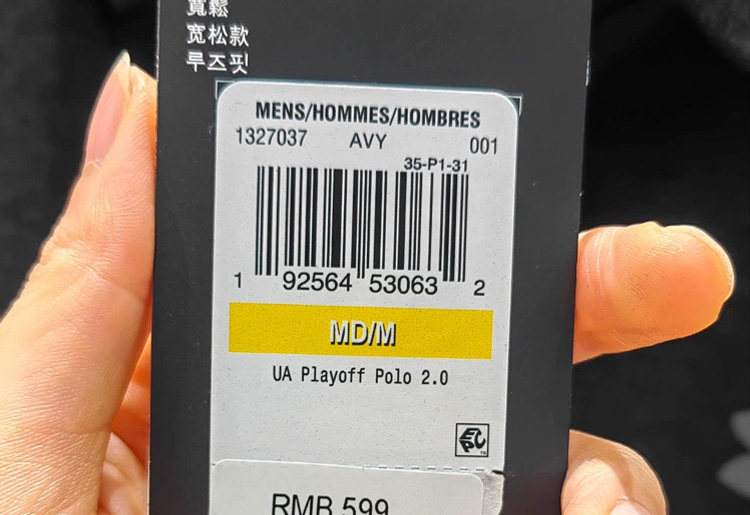 寬鬆
宽松款
루즈핏
MENS/HOMMES/HOMBRES
1327037 AVY 001
35-P1-31
1 92564 53063 2
MD/M
UA Playoff Polo 2.0
EPC
RMB 599